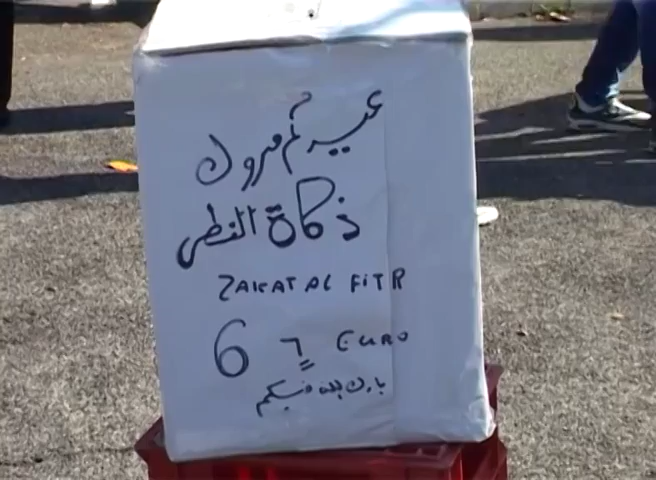 عيدكم مبروك
زكاة الفطر
ZAKAT AL FiTR
6 EURO
بارك الله فيكم